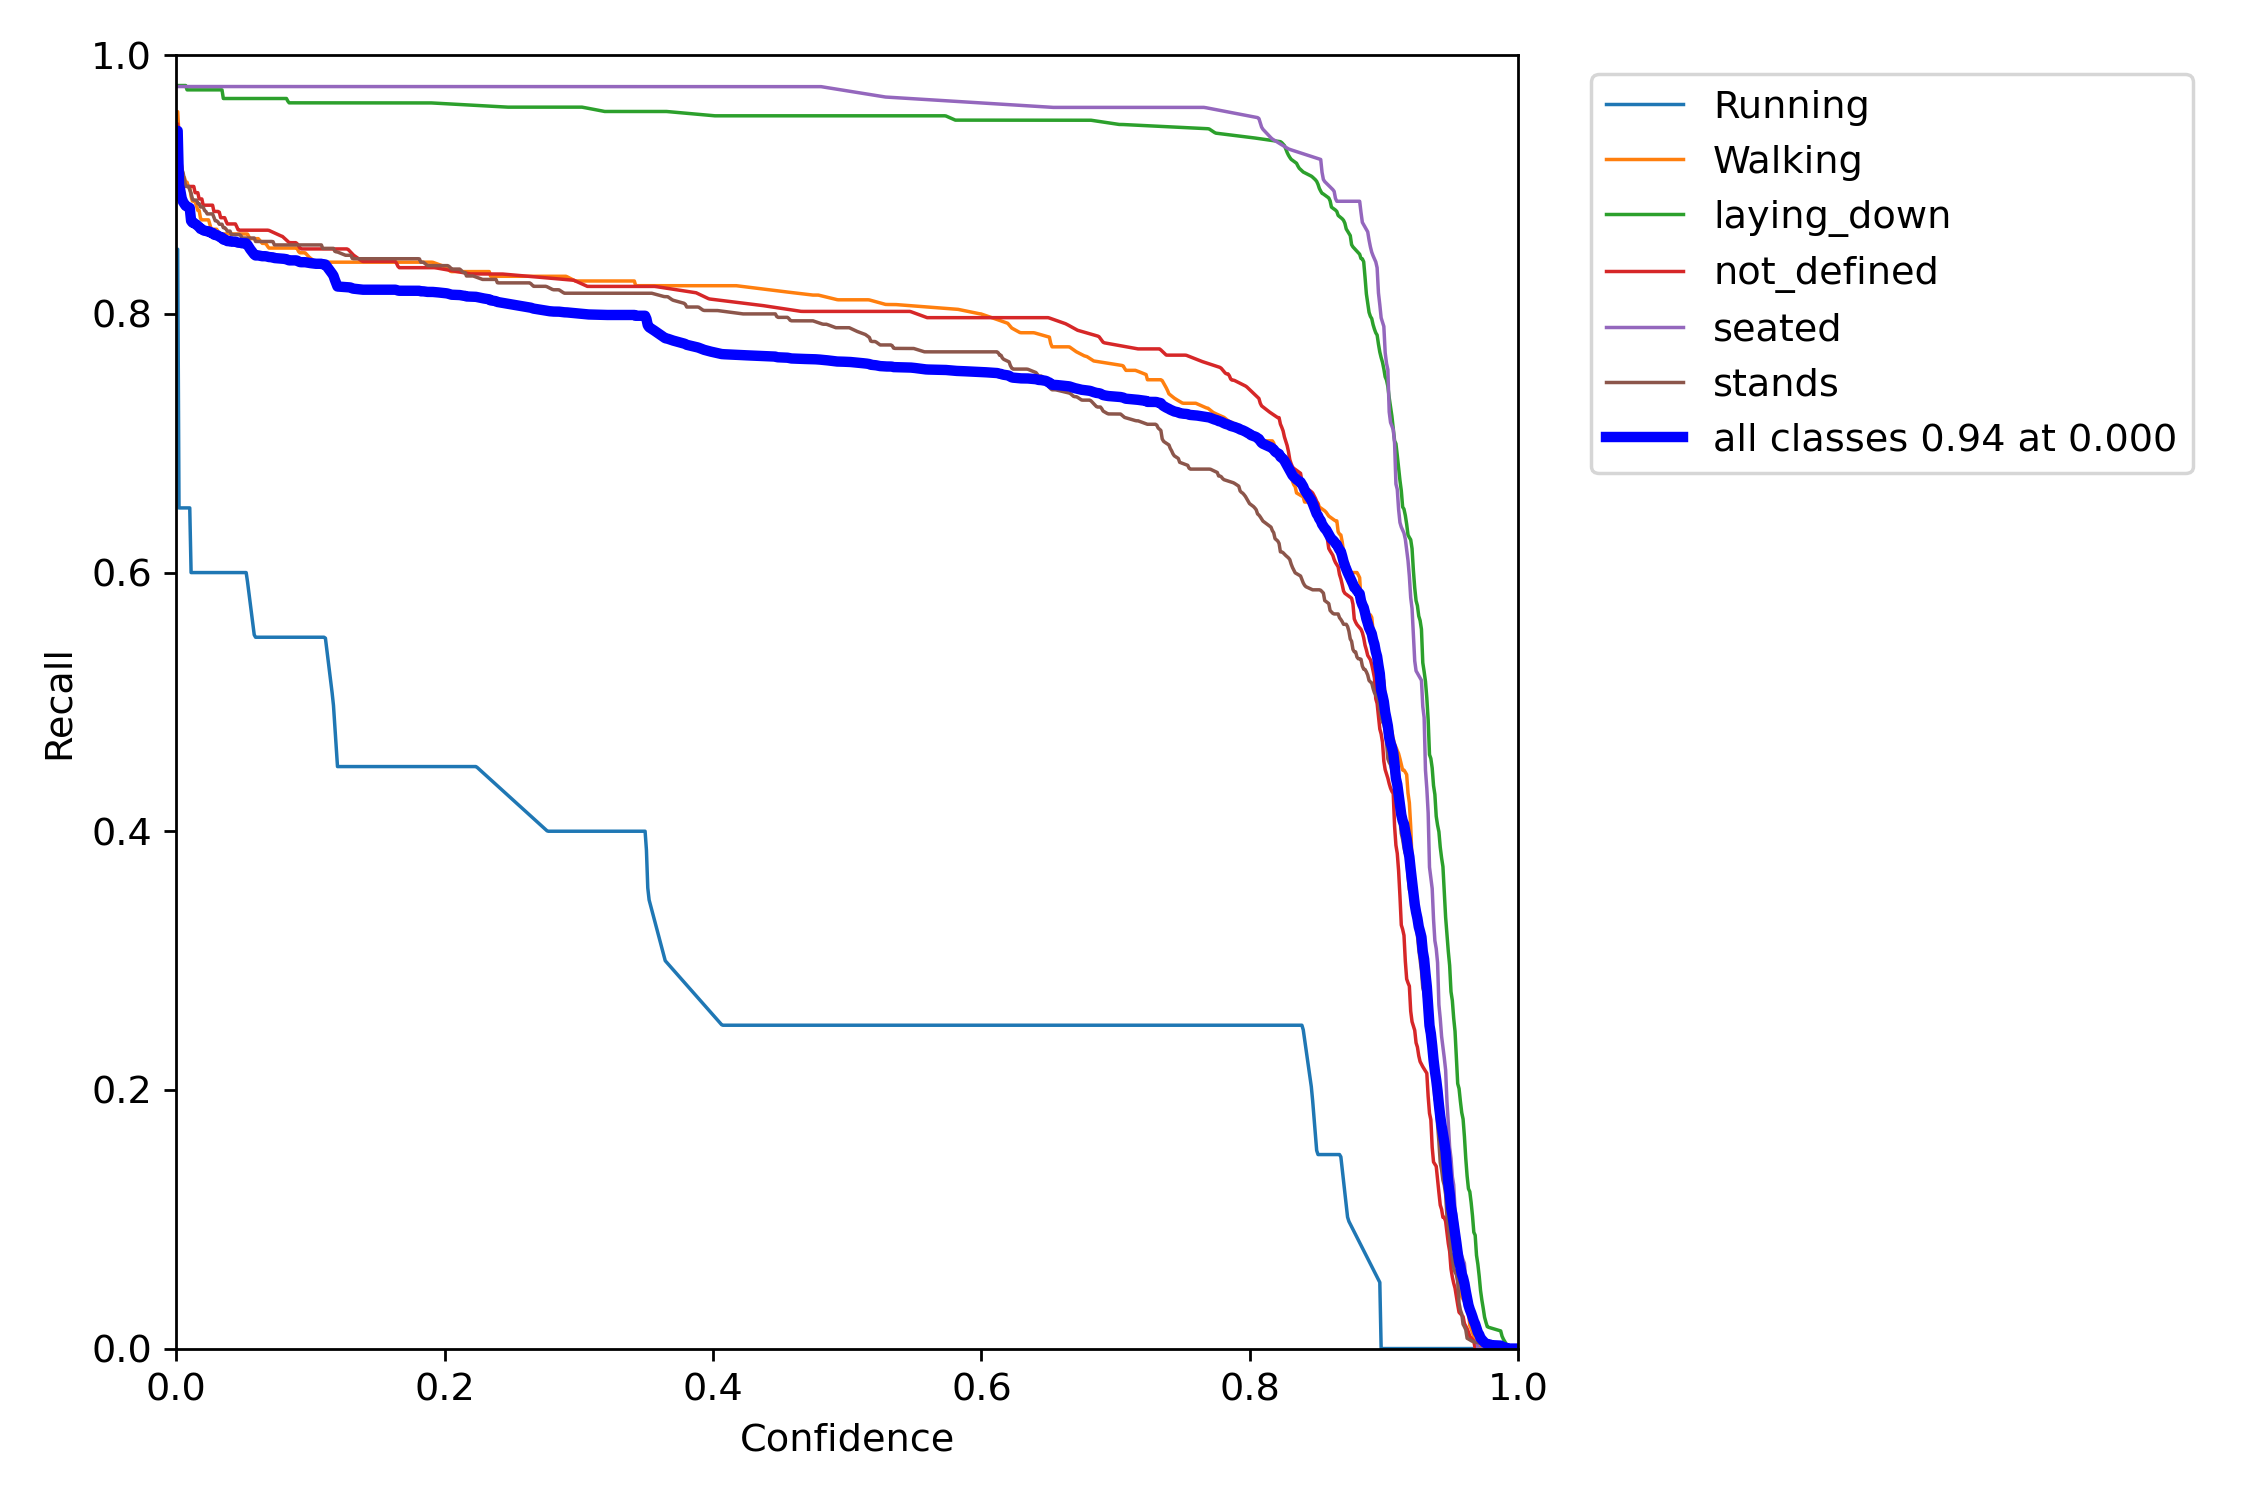 1.0
0.8
0.6
0.4
0.2
0.0
Recall
0.0 0.2 0.4 0.6 0.8 1.0
Confidence
Running
Walking
laying_down
not_defined
seated
stands
all classes 0.94 at 0.000